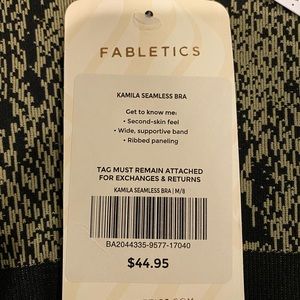 FABLETICS
KAMILA SEAMLESS BRA
Get to know me:
• Second-skin feel
• Wide, supportive band
• Ribbed paneling
TAG MUST REMAIN ATTACHED
FOR EXCHANGES & RETURNS
KAMILA SEAMLESS BRA | M/8
BA2044335-9577-17040
$44.95